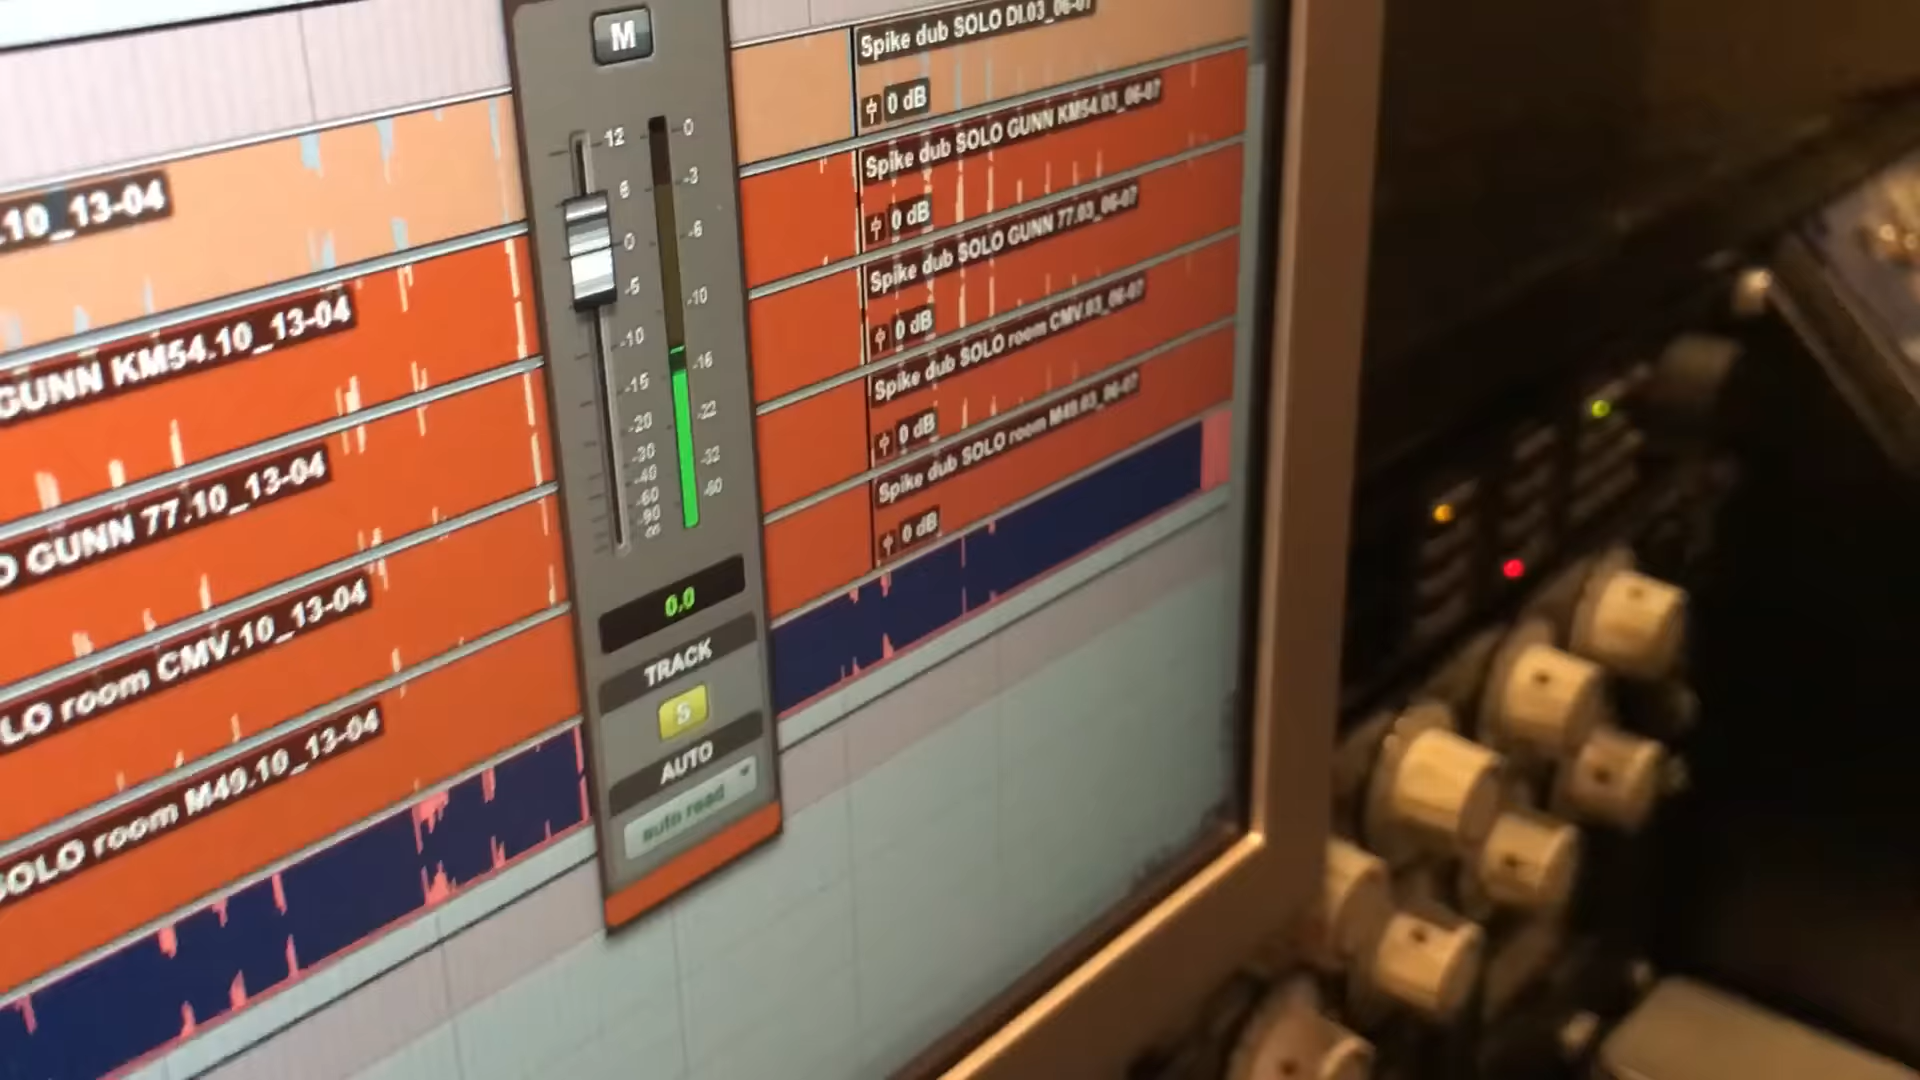 M
Spike dub SOLO DI.03_06-07
0 dB
Spike dub SOLO GUNN KM54.03_06-07
0 dB
Spike dub SOLO GUNN 77.03_06-07
0 dB
Spike dub SOLO room CMV.03_06-07
0 dB
Spike dub SOLO room M49.03_06-07
0 dB
.10_13-04
GUNN KM54.10_13-04
O GUNN 77.10_13-04
LO room CMV.10_13-04
SOLO room M49.10_13-04
12
6
0
-5
-10
-15
-20
-30
-40
-60
-90
∞
0
-3
-6
-10
-16
-22
-32
-60
0.0
TRACK
S
AUTO
auto read